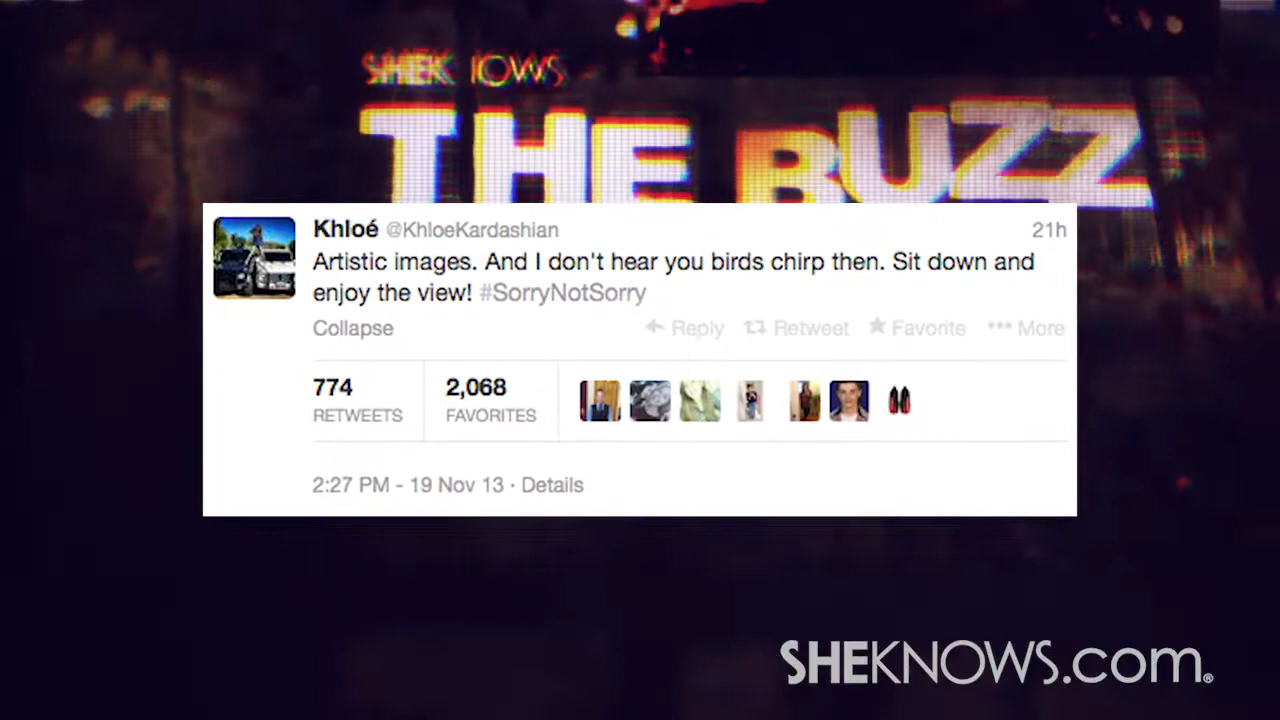 SHEKNOWS
THE BUZZ
Khloé @KhloeKardashian 21h
Artistic images. And I don't hear you birds chirp then. Sit down and
enjoy the view! #SorryNotSorry
Collapse Reply Retweet Favorite More
774 2,068
RETWEETS FAVORITES
2:27 PM - 19 Nov 13 · Details
SHEKNOWS.com®